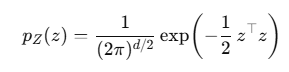 p_Z(z) = \frac{1}{(2\pi)^{d/2}} \exp\left(-\frac{1}{2} z^\top z\right)